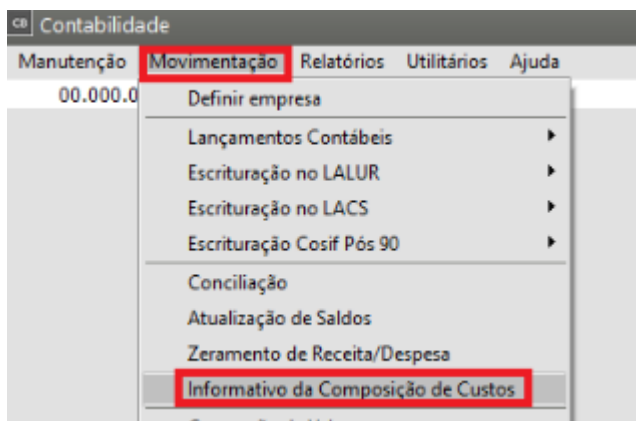 CB Contabilidade
Manutenção Movimentação Relatórios Utilitários Ajuda
00.000.0
Definir empresa
Lançamentos Contábeis
Escrituração no LALUR
Escrituração no LACS
Escrituração Cosif Pós 90
Conciliação
Atualização de Saldos
Zeramento de Receita/Despesa
Informativo da Composição de Custos